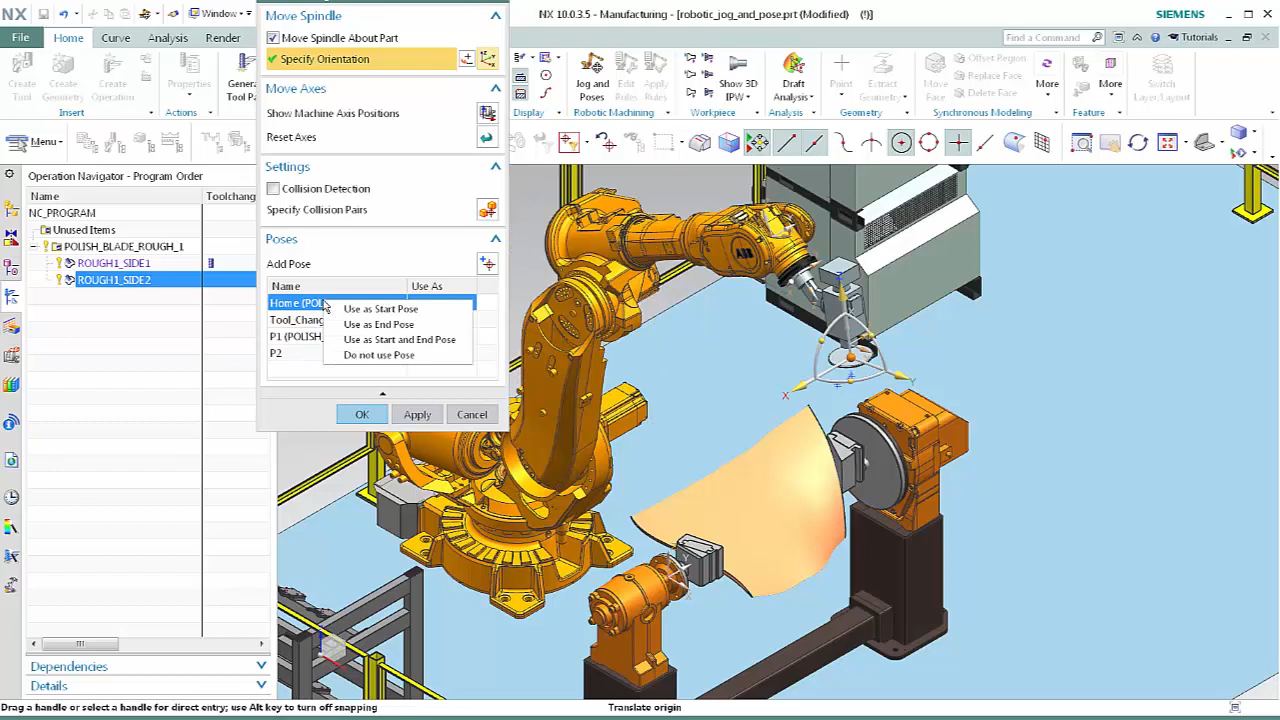 NX
Window
NX 10.0.3.5 - Manufacturing - [robotic_jog_and_pose.prt (Modified) (!)]
SIEMENS
File
Home
Curve
Analysis
Render
Find a Command
Tutorials
Create Tool
Create Geometry
Create Operation
Properties
Insert
Actions
Jog and Poses
Edit Rules
Apply Rules
Show 3D IPW
Draft Analysis
Point
Extract Geometry
Move Face
Offset Region
Replace Face
Delete Face
More
More
Switch Layer/Layout
Display
Robotic Machining
Workpiece
IPW
Analysis
Geometry
Synchronous Modeling
Feature
Menu
Move Spindle
Move Spindle About Part
Specify Orientation
Move Axes
Show Machine Axis Positions
Reset Axes
Settings
Collision Detection
Specify Collision Pairs
Poses
Add Pose
Name
Use As
Home (POL
Tool_Chang
P1 (POLISH_
P2
Use as Start Pose
Use as End Pose
Use as Start and End Pose
Do not use Pose
OK
Apply
Cancel
Operation Navigator - Program Order
Name
Toolchang
NC_PROGRAM
Unused Items
POLISH_BLADE_ROUGH_1
ROUGH1_SIDE1
ROUGH1_SIDE2
Dependencies
Details
ABB
X
Y
Z
Drag a handle or select a handle for direct entry; use Alt key to turn off snapping
Translate origin